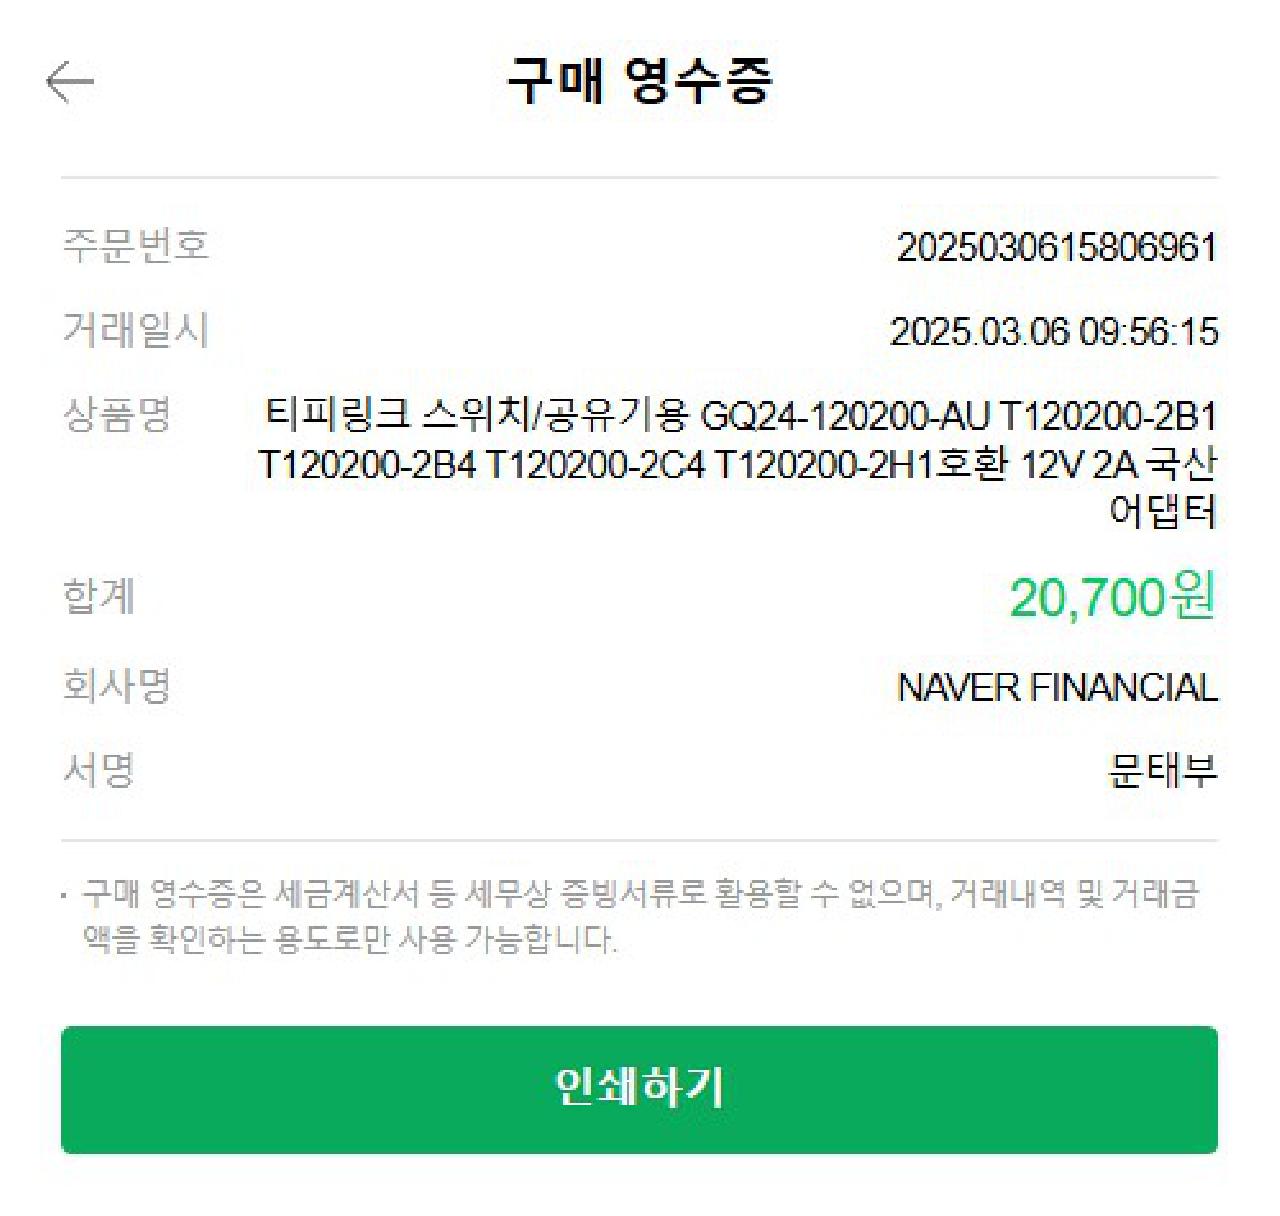 구매 영수증
주문번호 2025030615806961
거래일시 2025.03.06 09:56:15
상품명 티피링크 스위치/공유기용 GQ24-120200-AU T120200-2B1
T120200-2B4 T120200-2C4 T120200-2H1호환 12V 2A 국산
어댑터
합계 20,700원
회사명 NAVER FINANCIAL
서명 문태부
· 구매 영수증은 세금계산서 등 세무상 증빙서류로 활용할 수 없으며, 거래내역 및 거래금
액을 확인하는 용도로만 사용 가능합니다.
인쇄하기